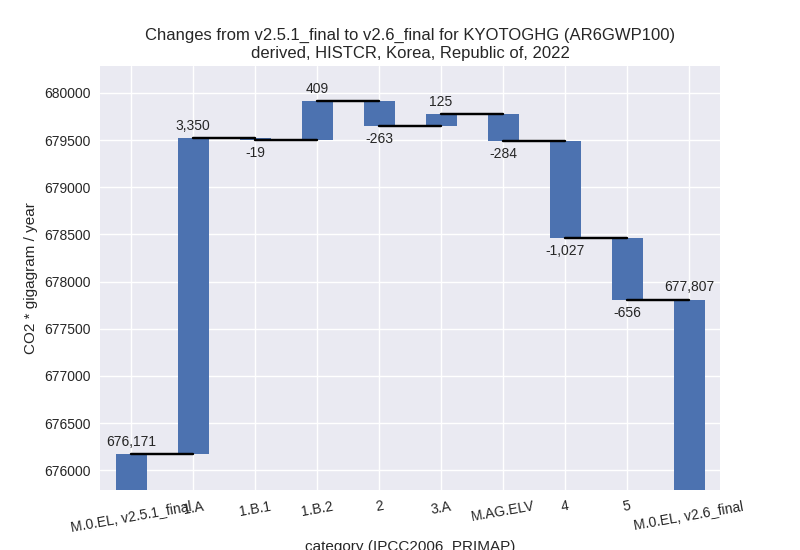 Changes from v2.5.1_final to v2.6_final for KYOTOGHG (AR6GWP100)
derived, HISTCR, Korea, Republic of, 2022
CO2 * gigagram / year
680000
679500
679000
678500
678000
677500
677000
676500
676000
676,171
3,350
-19
409
-263
125
-284
-1,027
-656
677,807
M.0.EL, v2.5.1_final
1.A
1.B.1
1.B.2
2
3.A
M.AG.ELV
4
5
M.0.EL, v2.6_final
category (IPCC2006_PRIMAP)